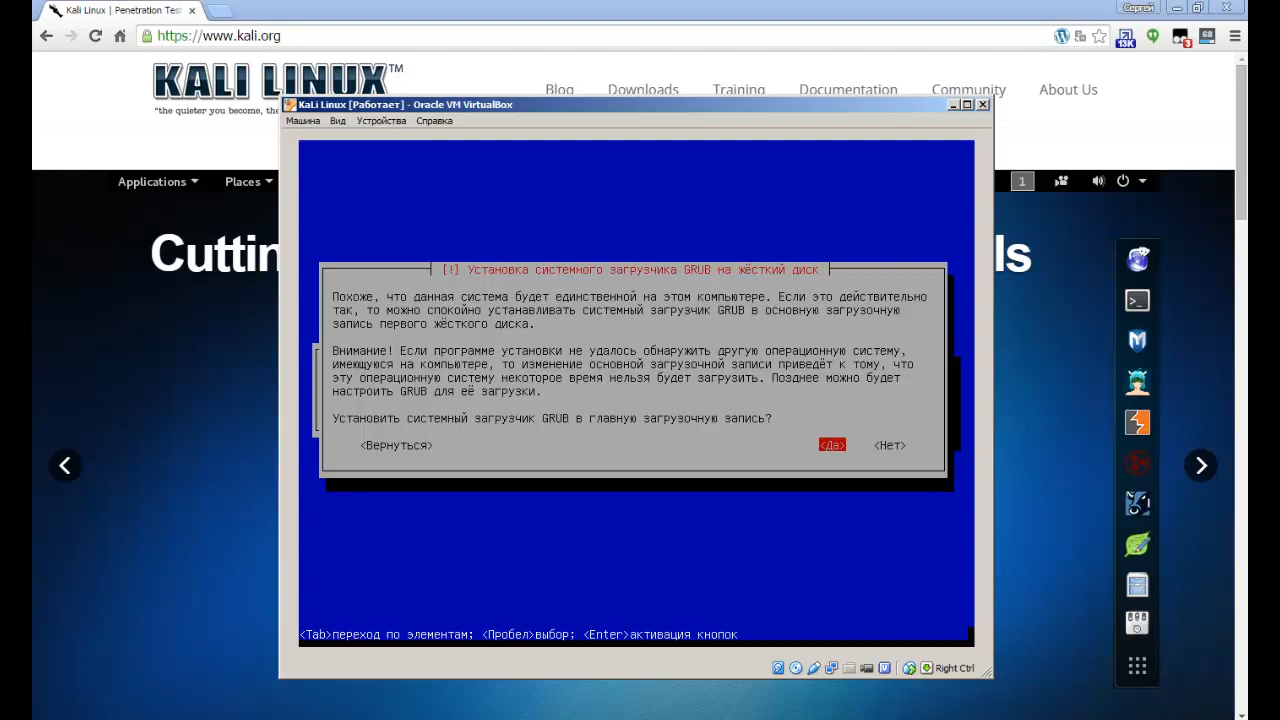 Kali Linux | Penetration Tes
Сергей
https://www.kali.org
13K
3
68
KALI LINUX™
"the quieter you become, the
Blog
Downloads
Training
Documentation
Community
About Us
KaLi Linux [Работает] - Oracle VM VirtualBox
Машина Вид Устройства Справка
Applications
Places
1
Cuttin
ls
[!] Установка системного загрузчика GRUB на жёсткий диск
Похоже, что данная система будет единственной на этом компьютере. Если это действительно
так, то можно спокойно устанавливать системный загрузчик GRUB в основную загрузочную
запись первого жёсткого диска.
Внимание! Если программе установки не удалось обнаружить другую операционную систему,
имеющуюся на компьютере, то изменение основной загрузочной записи приведёт к тому, что
эту операционную систему некоторое время нельзя будет загрузить. Позднее можно будет
настроить GRUB для её загрузки.
Установить системный загрузчик GRUB в главную загрузочную запись?
<Вернуться>
<Да>
<Нет>
<Tab>переход по элементам; <Пробел>выбор; <Enter>активация кнопок
Right Ctrl